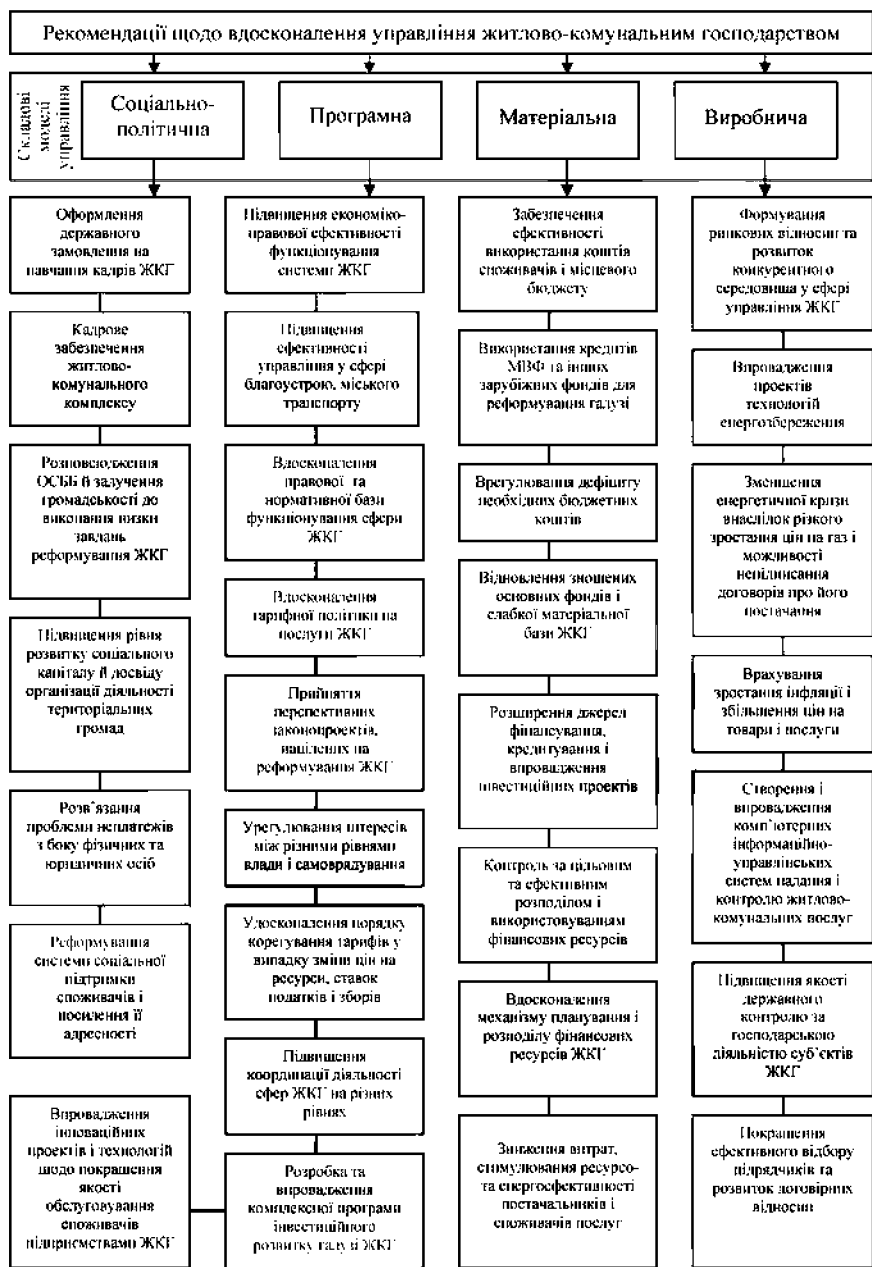 Рекомендації щодо вдосконалення управління житлово-комунальним господарством
Складові
моделі
управління
Соціально-
політична
Програмна
Матеріальна
Виробнича
Оформлення
державного
замовлення на
навчання кадрів ЖКГ
Кадрове
забезпечення
житлово-
комунального
комплексу
Розповсюдження
ОСББ й залучення
громадськості до
виконання низки
завдань
реформування ЖКГ
Підвищення рівня
розвитку соціального
капіталу й досвіду
організації діяльності
територіальних
громад
Розв’язання
проблеми неплатежів
з боку фізичних та
юридичних осіб
Реформування
системи соціальної
підтримки
споживачів і
посилення її
адресності
Впровадження
інноваційних
проектів і технологій
щодо покращення
якості
обслуговування
споживачів
підприємствами ЖКГ
Підвищення економіко-
правової ефективності
функціонування
системи ЖКГ
Підвищення
ефективності
управління у сфері
благоустрою, міського
транспорту
Вдосконалення
правової та
нормативної бази
функціонування сфери
ЖКГ
Вдосконалення
тарифної політики на
послуги ЖКГ
Прийняття
перспективних
законопроектів,
націлених на
реформування ЖКГ
Урегулювання інтересів
між різними рівнями
влади і самоврядування
Удосконалення порядку
корегування тарифів у
випадку зміни цін на
ресурси, ставок
податків і зборів
Підвищення
координації діяльності
сфер ЖКГ на різних
рівнях
Розробка та
впровадження
комплексної програми
інвестиційного
розвитку галузі ЖКГ
Забезпечення
ефективності
використання коштів
споживачів і місцевого
бюджету
Використання кредитів
МВФ та інших
зарубіжних фондів для
реформування галузі
Врегулювання дефіциту
необхідних бюджетних
коштів
Відновлення зношених
основних фондів і
слабкої матеріальної
бази ЖКГ
Розширення джерел
фінансування,
кредитування і
впровадження
інвестиційних проектів
Контроль за цільовим
та ефективним
розподілом і
використовуванням
фінансових ресурсів
Вдосконалення
механізму планування і
розподілу фінансових
ресурсів ЖКГ
Зниження витрат,
стимулювання ресурсо-
та енергоефективності
постачальників і
споживачів послуг
Формування
ринкових відносин та
розвиток
конкурентного
середовища у сфері
управління ЖКГ
Впровадження
проектів
технологій
енергозбереження
Зменшення
енергетичної кризи
внаслідок різкого
зростання цін на газ і
можливості
непідписання
договорів про його
постачання
Врахування
зростання інфляції і
збільшення цін на
товари і послуги
Створення і
впровадження
комп’ютерних
інформаційно-
управлінських
систем надання і
контролю житлово-
комунальних послуг
Підвищення якості
державного
контролю за
господарською
діяльністю суб’єктів
ЖКГ
Покращення
ефективного відбору
підрядчиків та
розвиток договірних
відносин